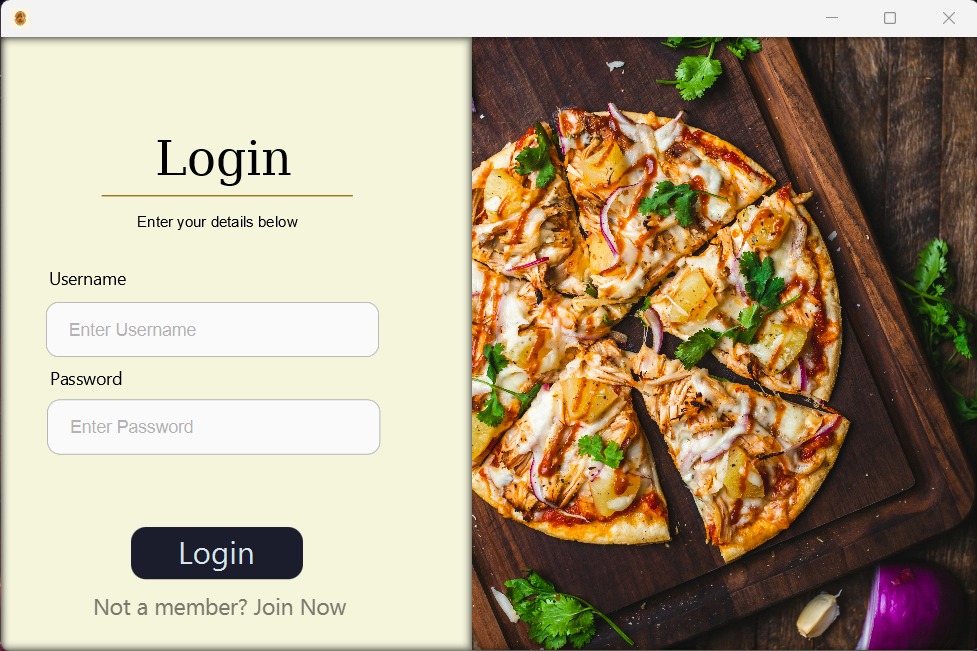 Login
Enter your details below
Username
Enter Username
Password
Enter Password
Login
Not a member? Join Now